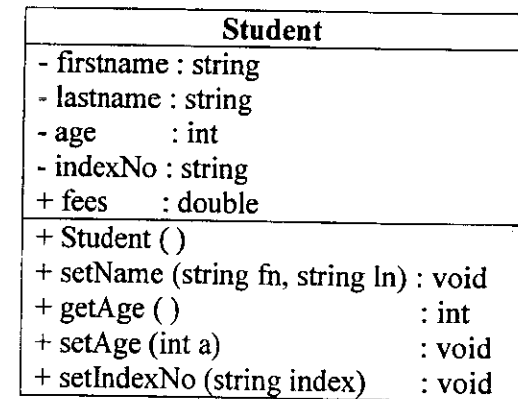 Student
- firstname : string
- lastname : string
- age : int
- indexNo : string
+ fees : double
+ Student ( )
+ setName (string fn, string ln) : void
+ getAge ( ) : int
+ setAge (int a) : void
+ setIndexNo (string index) : void